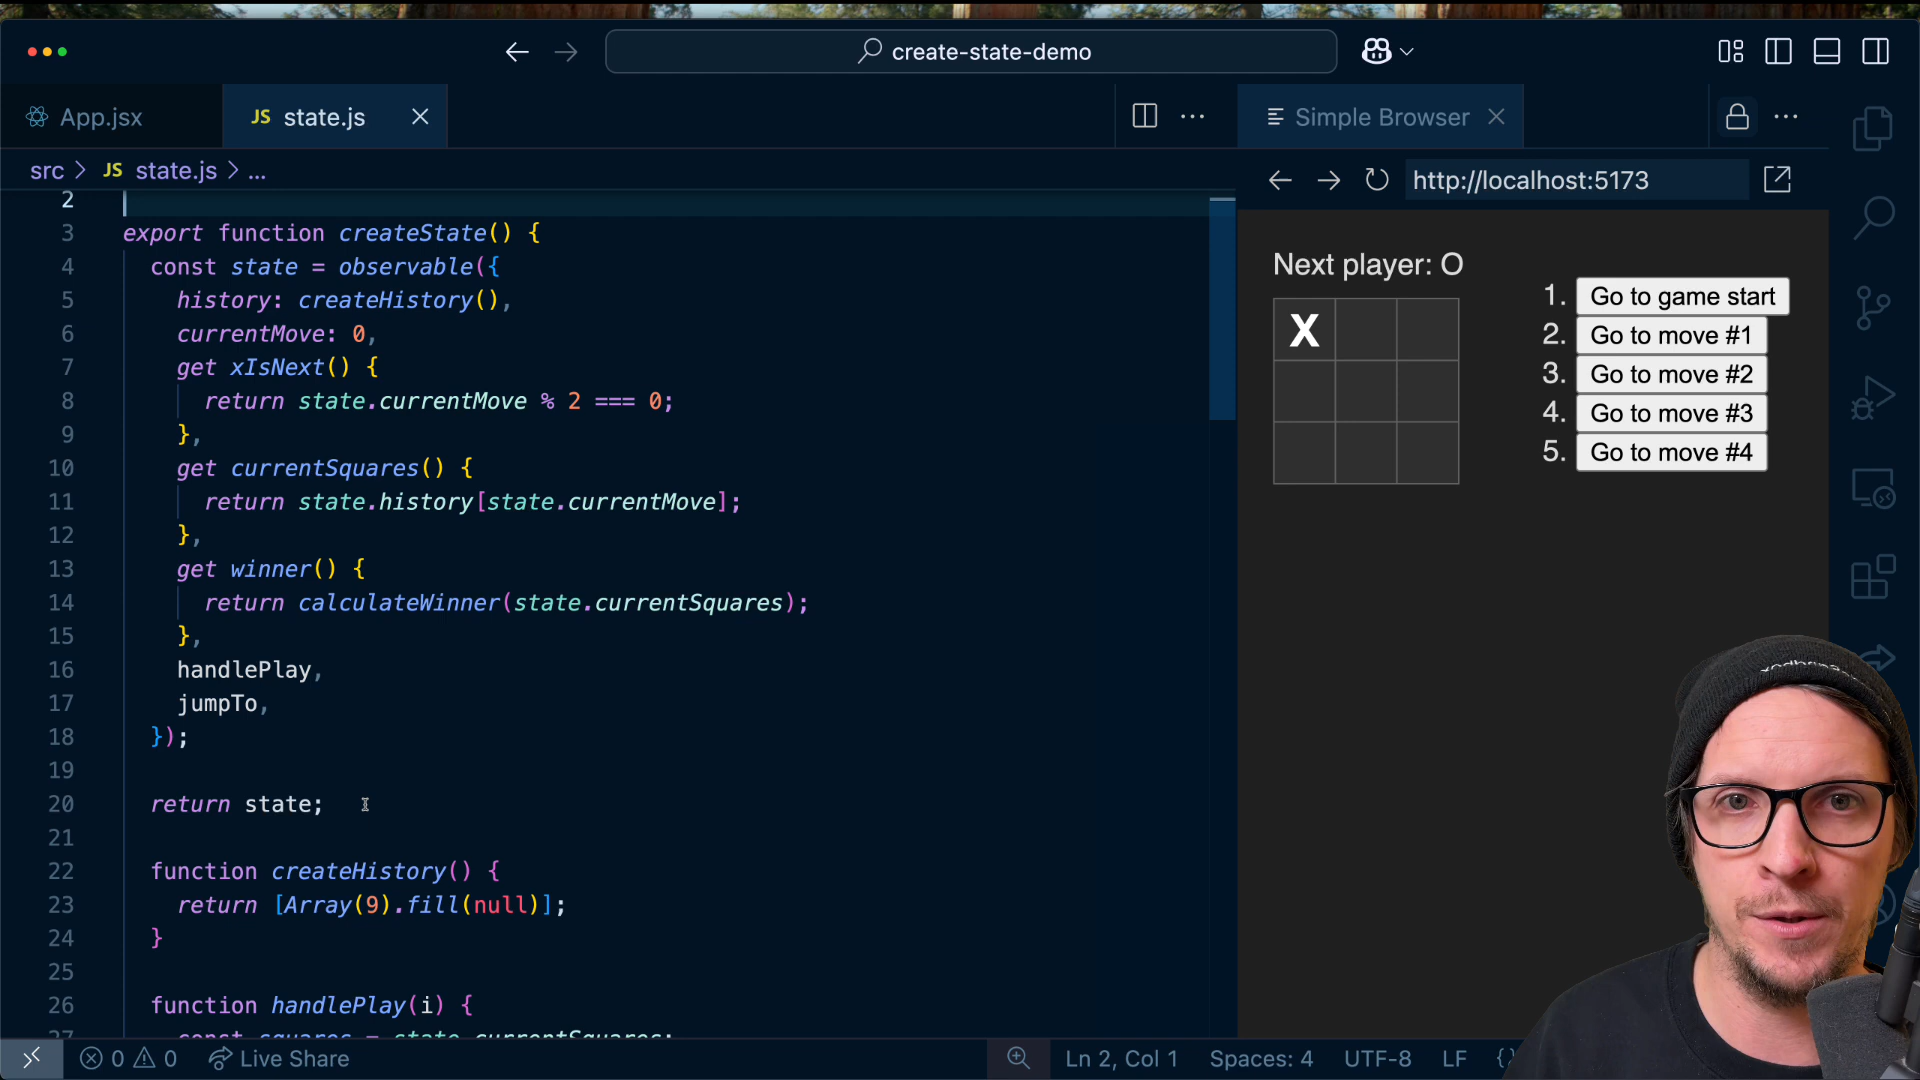 create-state-demo
App.jsx
JS state.js
Simple Browser
src > JS state.js > ...
http://localhost:5173
2
3 export function createState() {
4 const state = observable({
5 history: createHistory(),
6 currentMove: 0,
7 get xIsNext() {
8 return state.currentMove % 2 === 0;
9 },
10 get currentSquares() {
11 return state.history[state.currentMove];
12 },
13 get winner() {
14 return calculateWinner(state.currentSquares);
15 },
16 handlePlay,
17 jumpTo,
18 });
19
20 return state;
21
22 function createHistory() {
23 return [Array(9).fill(null)];
24 }
25
26 function handlePlay(i) {
27 const squares = state.currentSquares;
Next player: O
X
1. Go to game start
2. Go to move #1
3. Go to move #2
4. Go to move #3
5. Go to move #4
0 0 Live Share
Ln 2, Col 1 Spaces: 4 UTF-8 LF {}